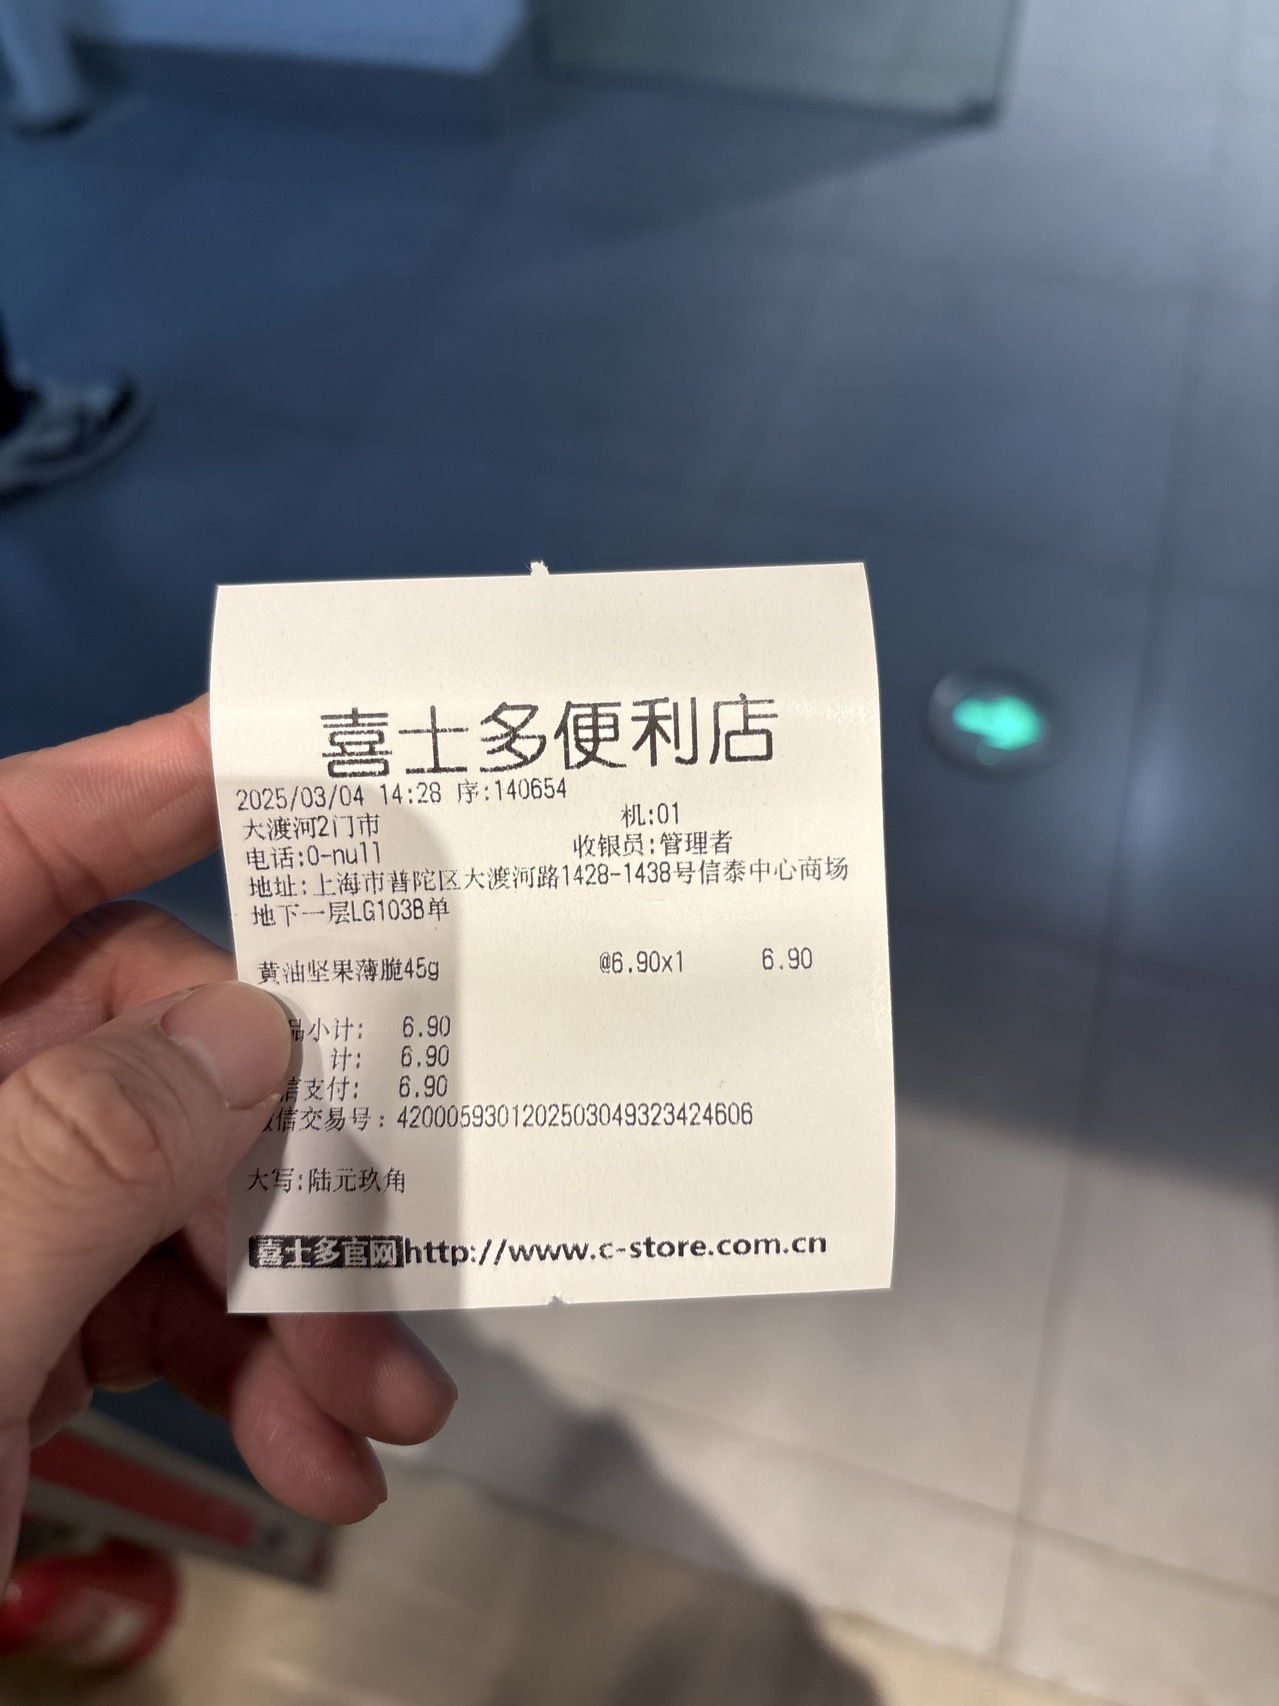 喜士多便利店
2025/03/04 14:28 序:140654
机:01
大渡河2门市
收银员:管理者
电话:0-null
地址:上海市普陀区大渡河路1428-1438号信泰中心商场
地下一层LG103B单
黄油坚果薄脆45g @6.90x1 6.90
品小计: 6.90
计: 6.90
信支付: 6.90
信交易号:4200059301202503049323424606
大写:陆元玖角
喜士多官网http://www.c-store.com.cn